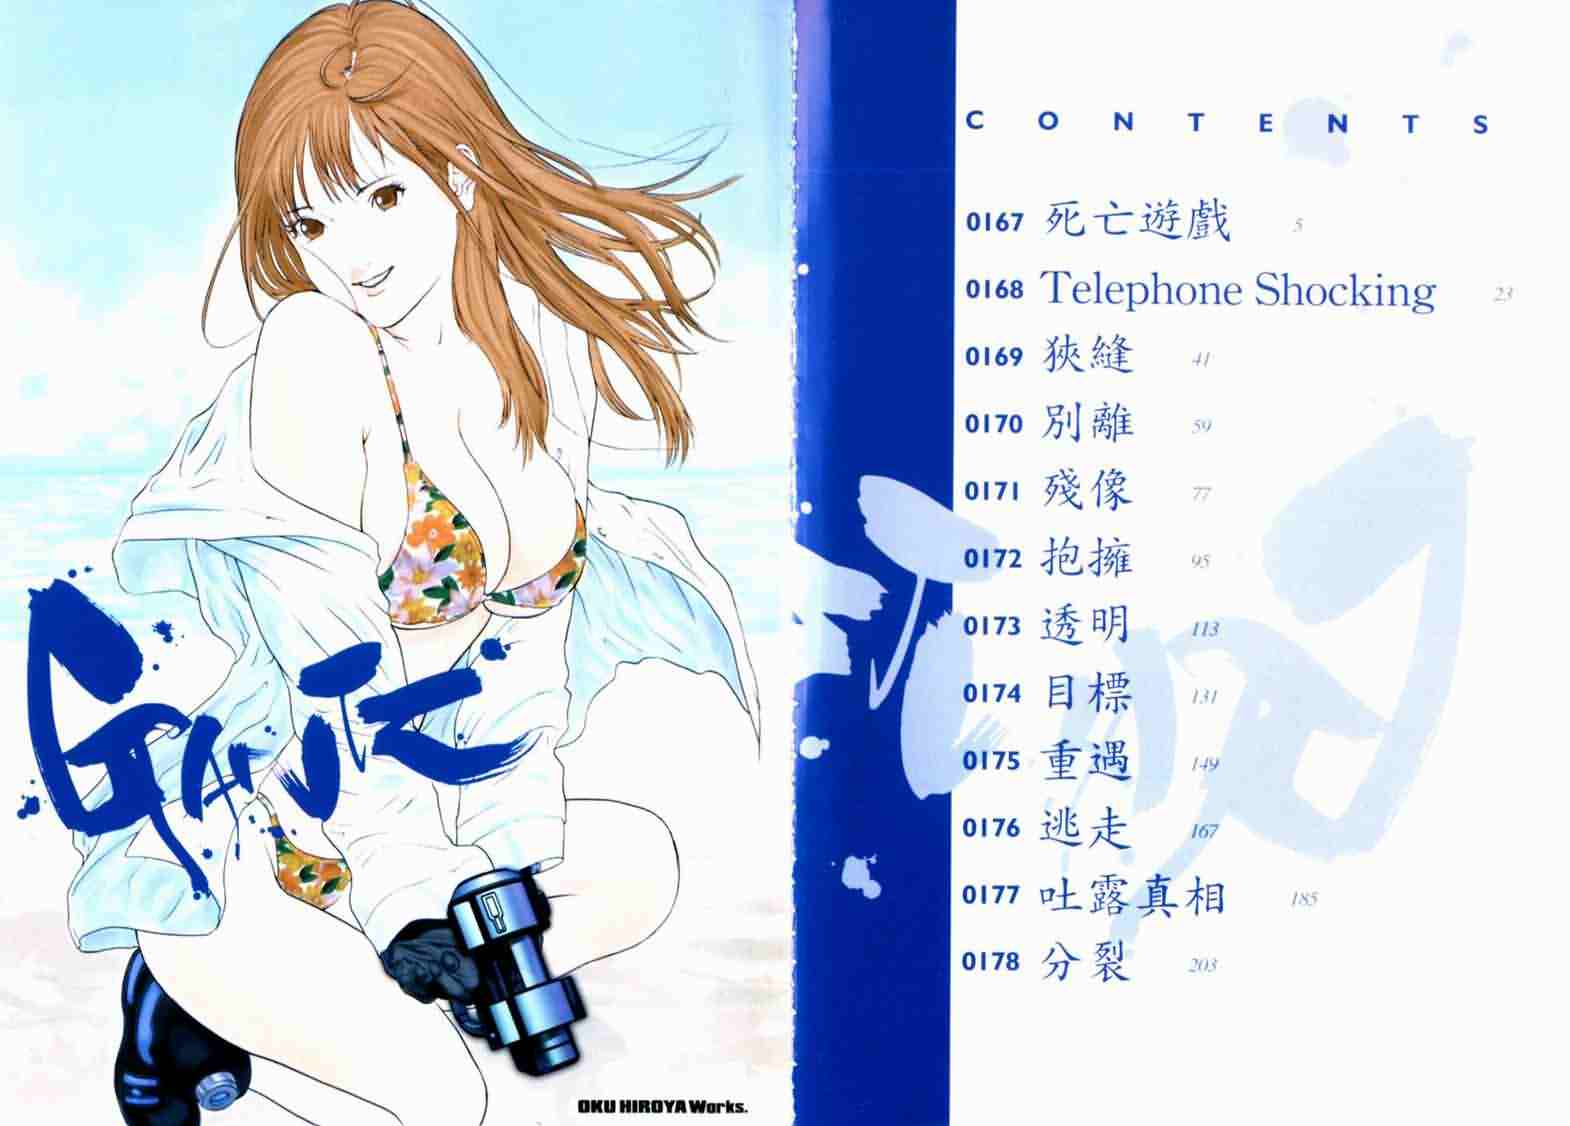 GANTZ
OKU HIROYA Works.
CONTENTS
0167 死亡遊戲 5
0168 Telephone Shocking 23
0169 狹縫 41
0170 別離 59
0171 殘像 77
0172 抱擁 95
0173 透明 113
0174 目標 131
0175 重遇 149
0176 逃走 167
0177 吐露真相 185
0178 分裂 203